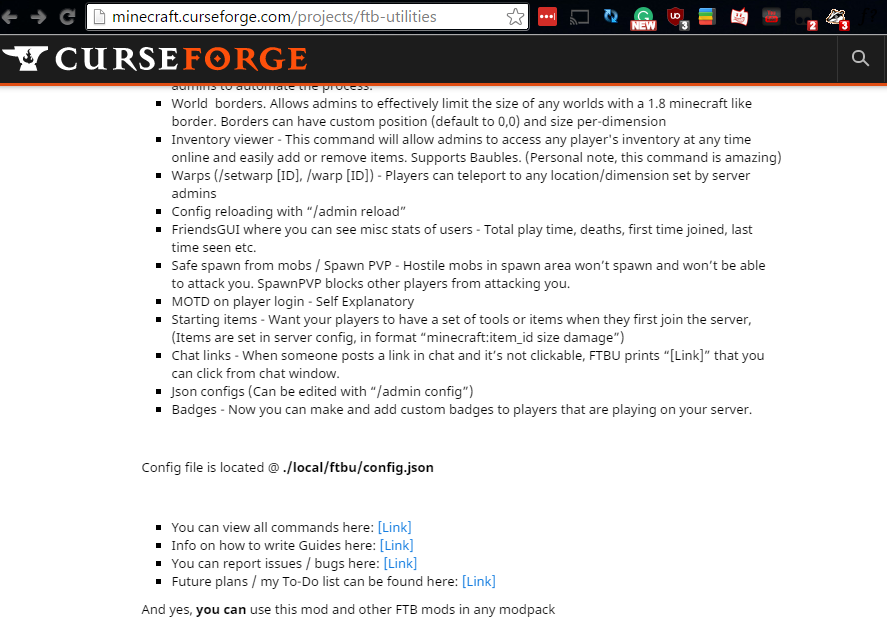 minecraft.curseforge.com/projects/ftb-utilities
NEW
UO
3
2
3
CURSEFORGE
admins to automate the process.
World borders. Allows admins to effectively limit the size of any worlds with a 1.8 minecraft like
border. Borders can have custom position (default to 0,0) and size per-dimension
Inventory viewer - This command will allow admins to access any player's inventory at any time
online and easily add or remove items. Supports Baubles. (Personal note, this command is amazing)
Warps (/setwarp [ID], /warp [ID]) - Players can teleport to any location/dimension set by server
admins
Config reloading with “/admin reload”
FriendsGUI where you can see misc stats of users - Total play time, deaths, first time joined, last
time seen etc.
Safe spawn from mobs / Spawn PVP - Hostile mobs in spawn area won’t spawn and won’t be able
to attack you. SpawnPVP blocks other players from attacking you.
MOTD on player login - Self Explanatory
Starting items - Want your players to have a set of tools or items when they first join the server,
(Items are set in server config, in format “minecraft:item_id size damage”)
Chat links - When someone posts a link in chat and it’s not clickable, FTBU prints “[Link]” that you
can click from chat window.
Json configs (Can be edited with “/admin config”)
Badges - Now you can make and add custom badges to players that are playing on your server.
Config file is located @ ./local/ftbu/config.json
You can view all commands here: [Link]
Info on how to write Guides here: [Link]
You can report issues / bugs here: [Link]
Future plans / my To-Do list can be found here: [Link]
And yes, you can use this mod and other FTB mods in any modpack